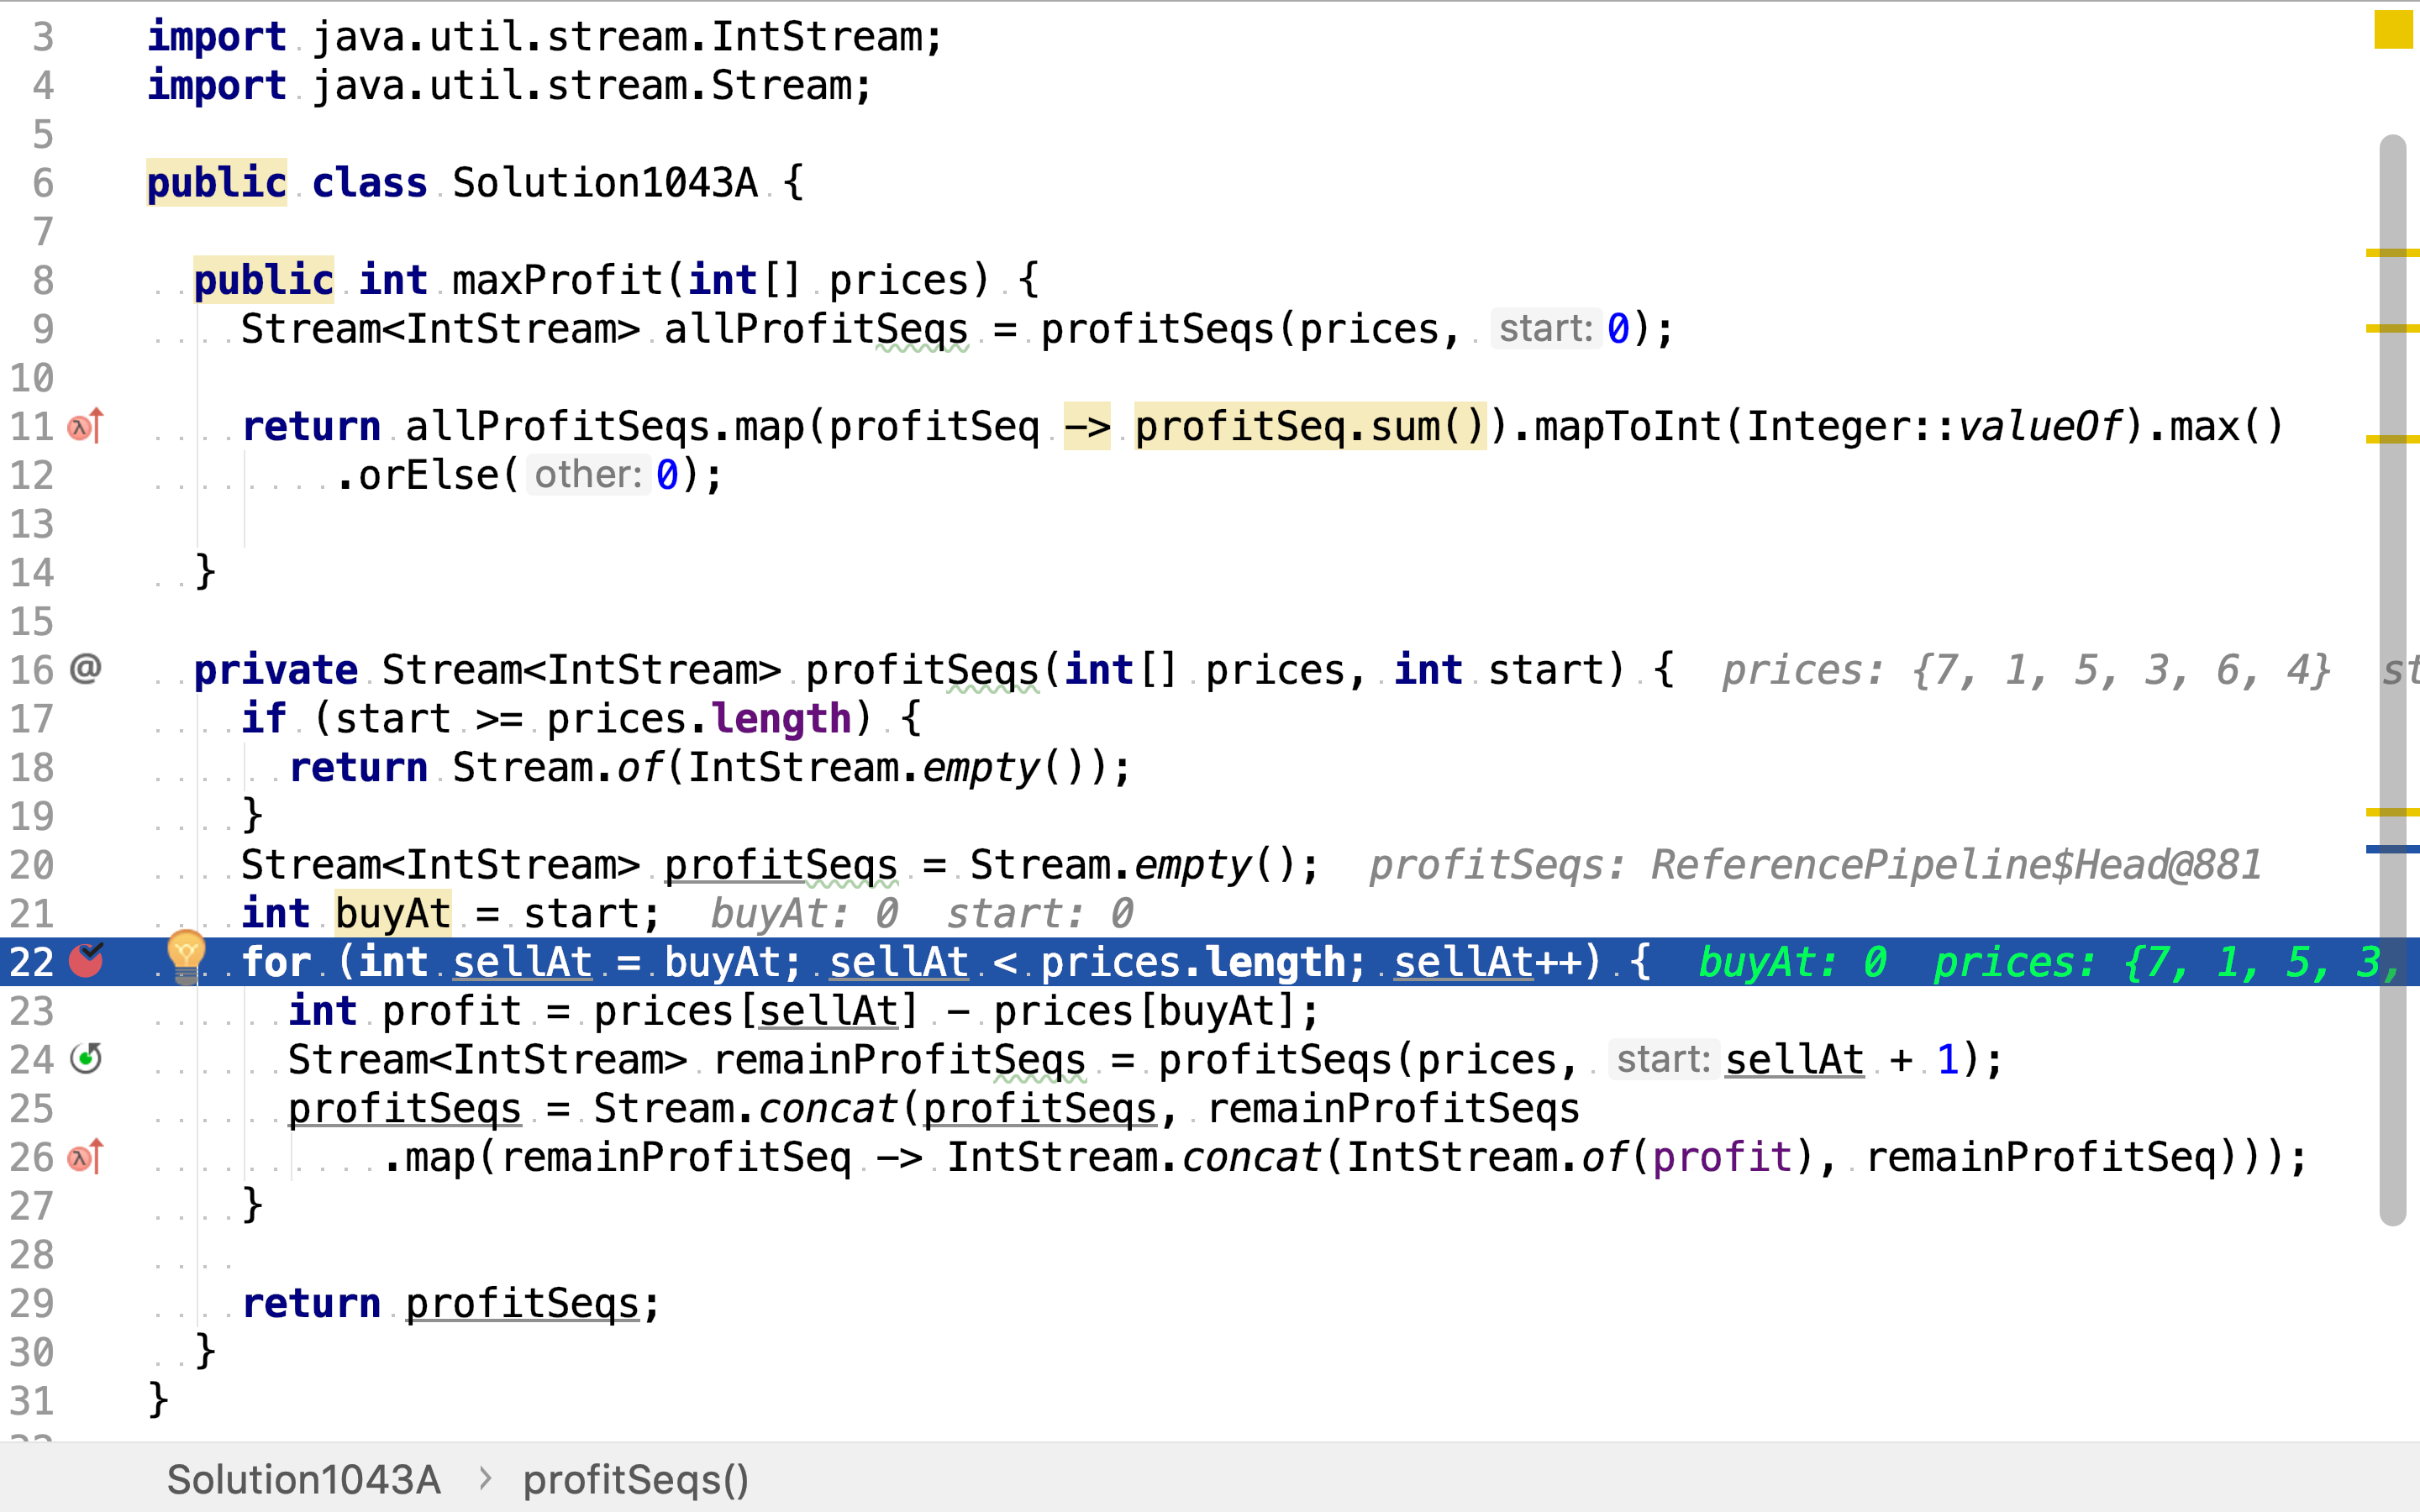 3 import java.util.stream.IntStream;
4 import java.util.stream.Stream;
5
6 public class Solution1043A {
7
8 public int maxProfit(int[] prices) {
9 Stream<IntStream> allProfitSeqs = profitSeqs(prices, start: 0);
10
11 return allProfitSeqs.map(profitSeq -> profitSeq.sum()).mapToInt(Integer::valueOf).max()
12 .orElse( other: 0);
13
14 }
15
16 @ private Stream<IntStream> profitSeqs(int[] prices, int start) { prices: {7, 1, 5, 3, 6, 4} st
17 if (start >= prices.length) {
18 return Stream.of(IntStream.empty());
19 }
20 Stream<IntStream> profitSeqs = Stream.empty(); profitSeqs: ReferencePipeline$Head@881
21 int buyAt = start; buyAt: 0 start: 0
22 for (int sellAt = buyAt; sellAt < prices.length; sellAt++) { buyAt: 0 prices: {7, 1, 5, 3,
23 int profit = prices[sellAt] - prices[buyAt];
24 Stream<IntStream> remainProfitSeqs = profitSeqs(prices, start: sellAt + 1);
25 profitSeqs = Stream.concat(profitSeqs, remainProfitSeqs
26 .map(remainProfitSeq -> IntStream.concat(IntStream.of(profit), remainProfitSeq)));
27 }
28
29 return profitSeqs;
30 }
31 }
Solution1043A > profitSeqs()